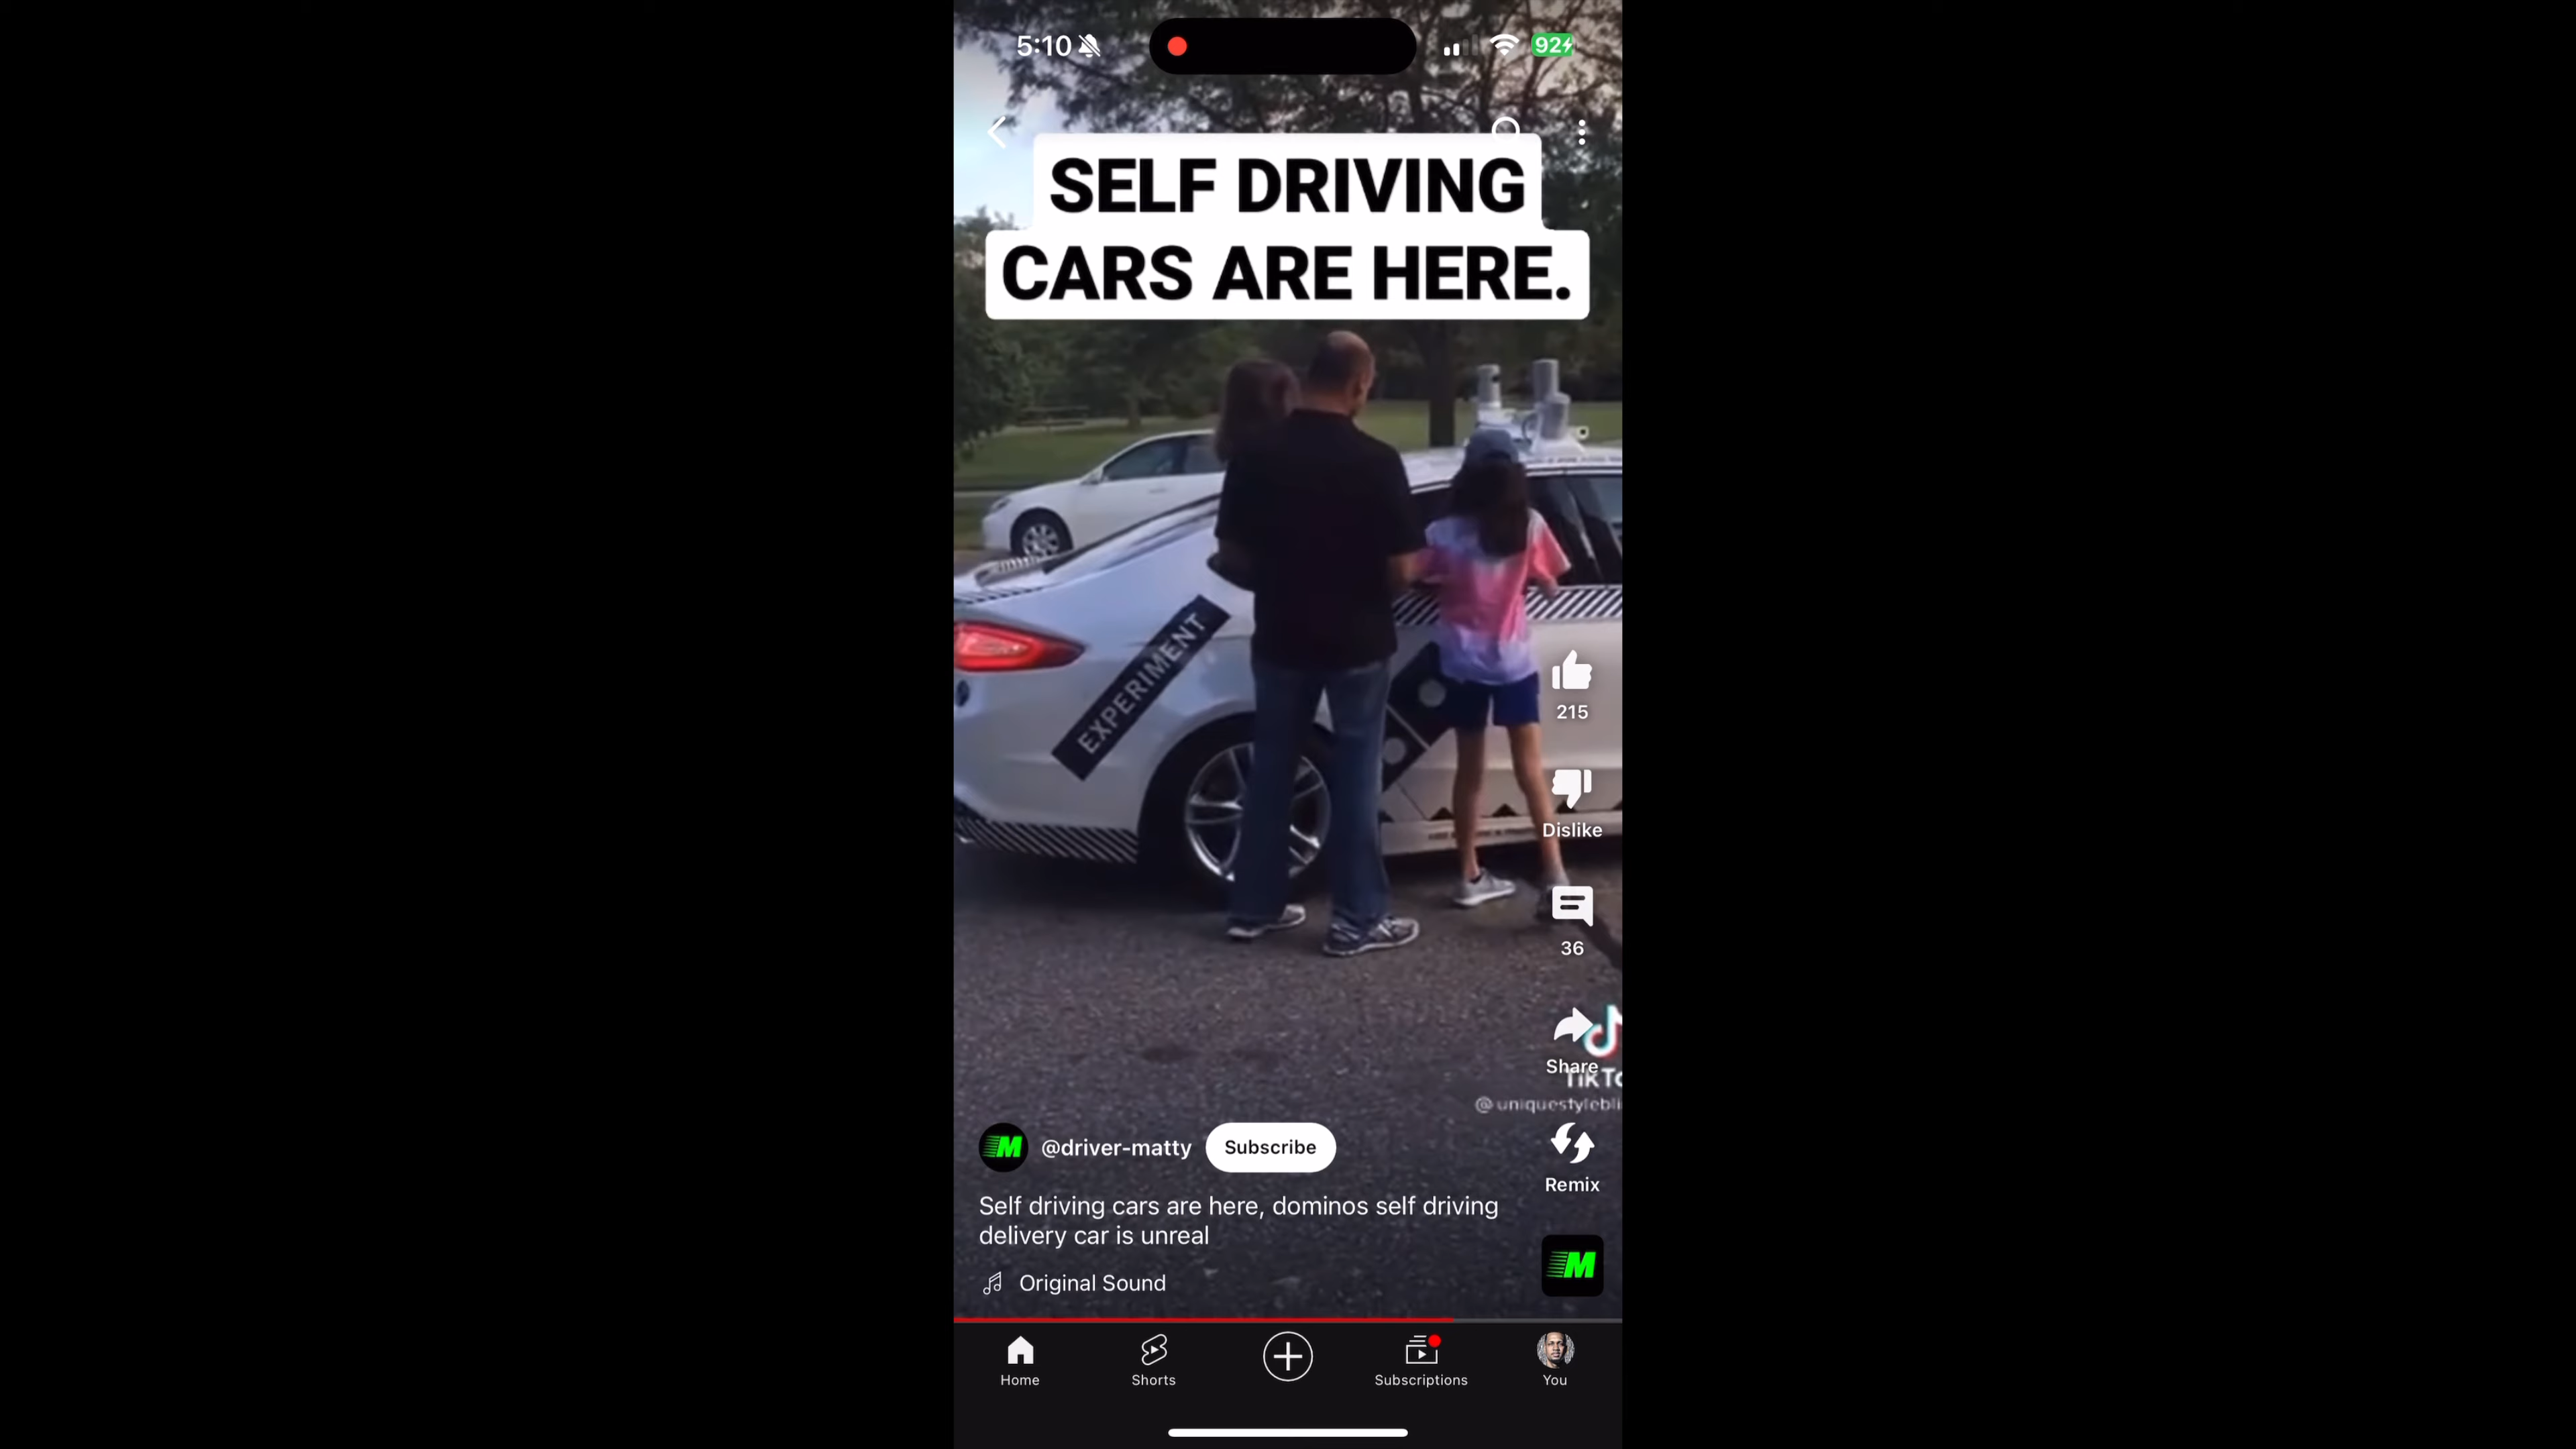 5:10
92
SELF DRIVING
CARS ARE HERE.
EXPERIMENT
215
Dislike
36
Share
@driver-matty
Subscribe
Remix
Self driving cars are here, dominos self driving
delivery car is unreal
Original Sound
Home
Shorts
Subscriptions
You